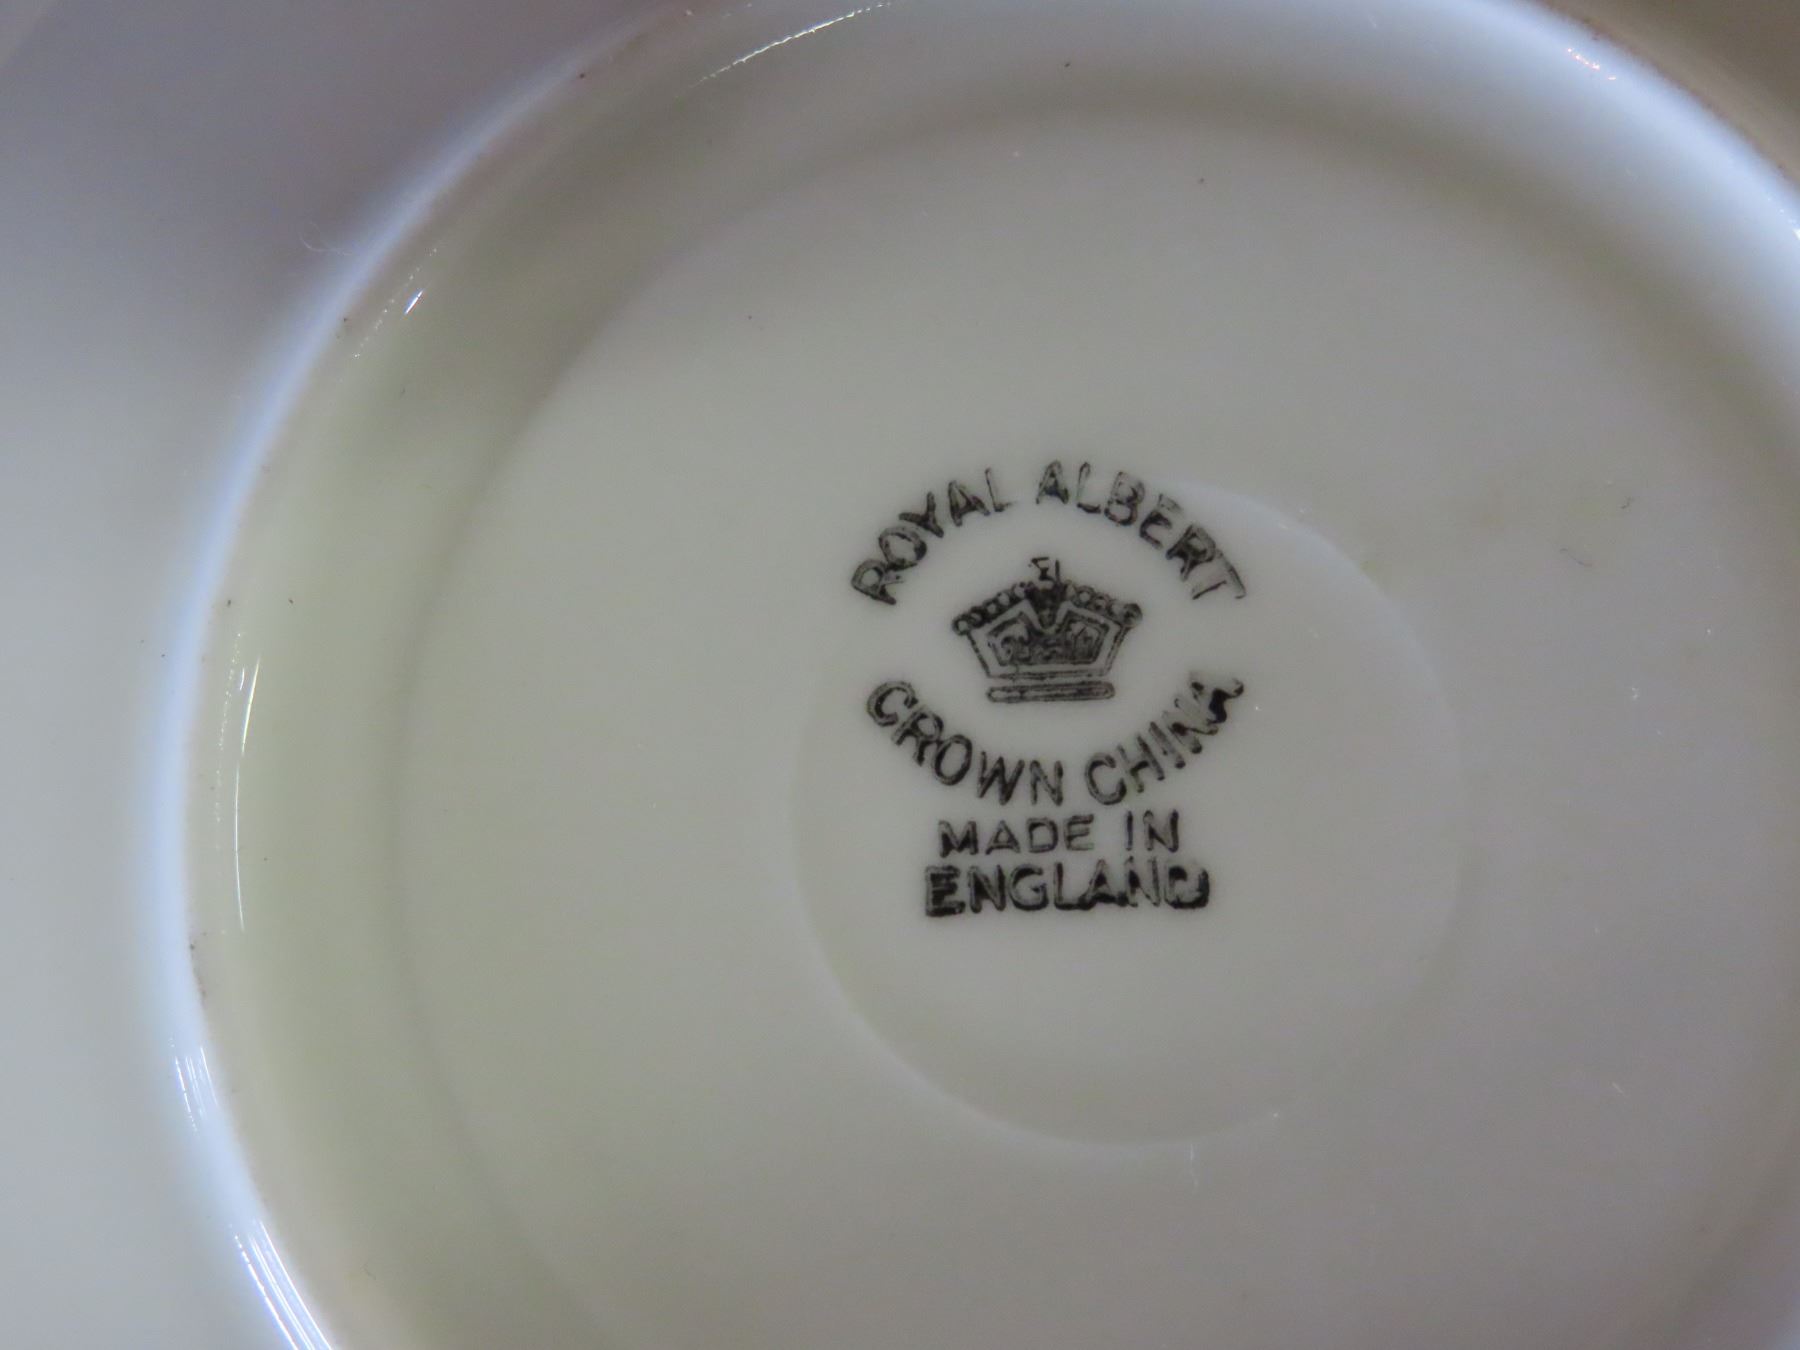 ROYAL ALBERT
CROWN CHINA
MADE IN
ENGLAND